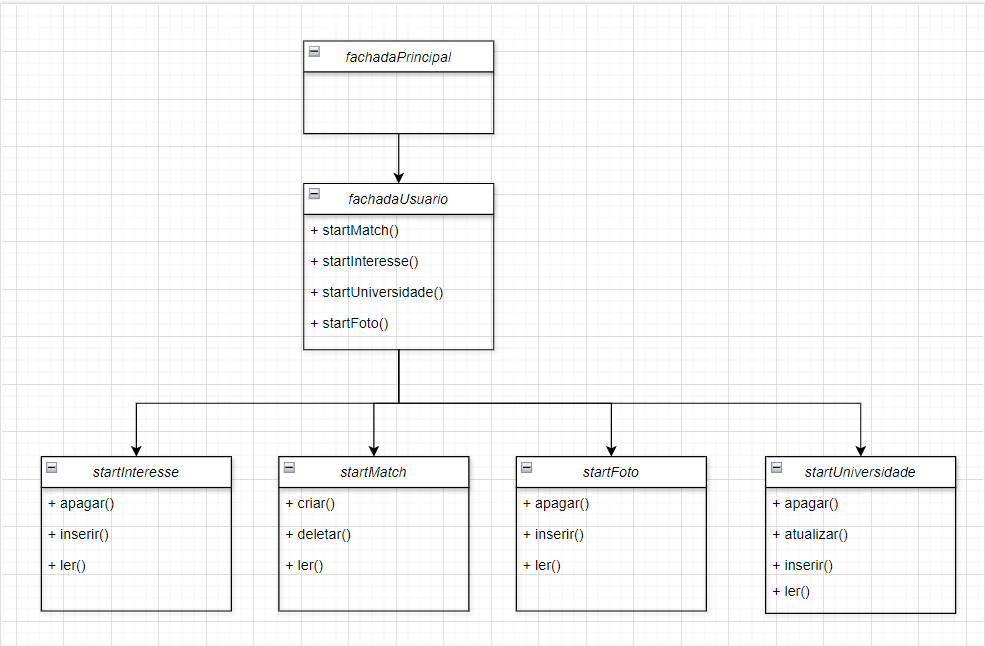 fachadaPrincipal
fachadaUsuario
+ startMatch()
+ startInteresse()
+ startUniversidade()
+ startFoto()
startInteresse
+ apagar()
+ inserir()
+ ler()
startMatch
+ criar()
+ deletar()
+ ler()
startFoto
+ apagar()
+ inserir()
+ ler()
startUniversidade
+ apagar()
+ atualizar()
+ inserir()
+ ler()